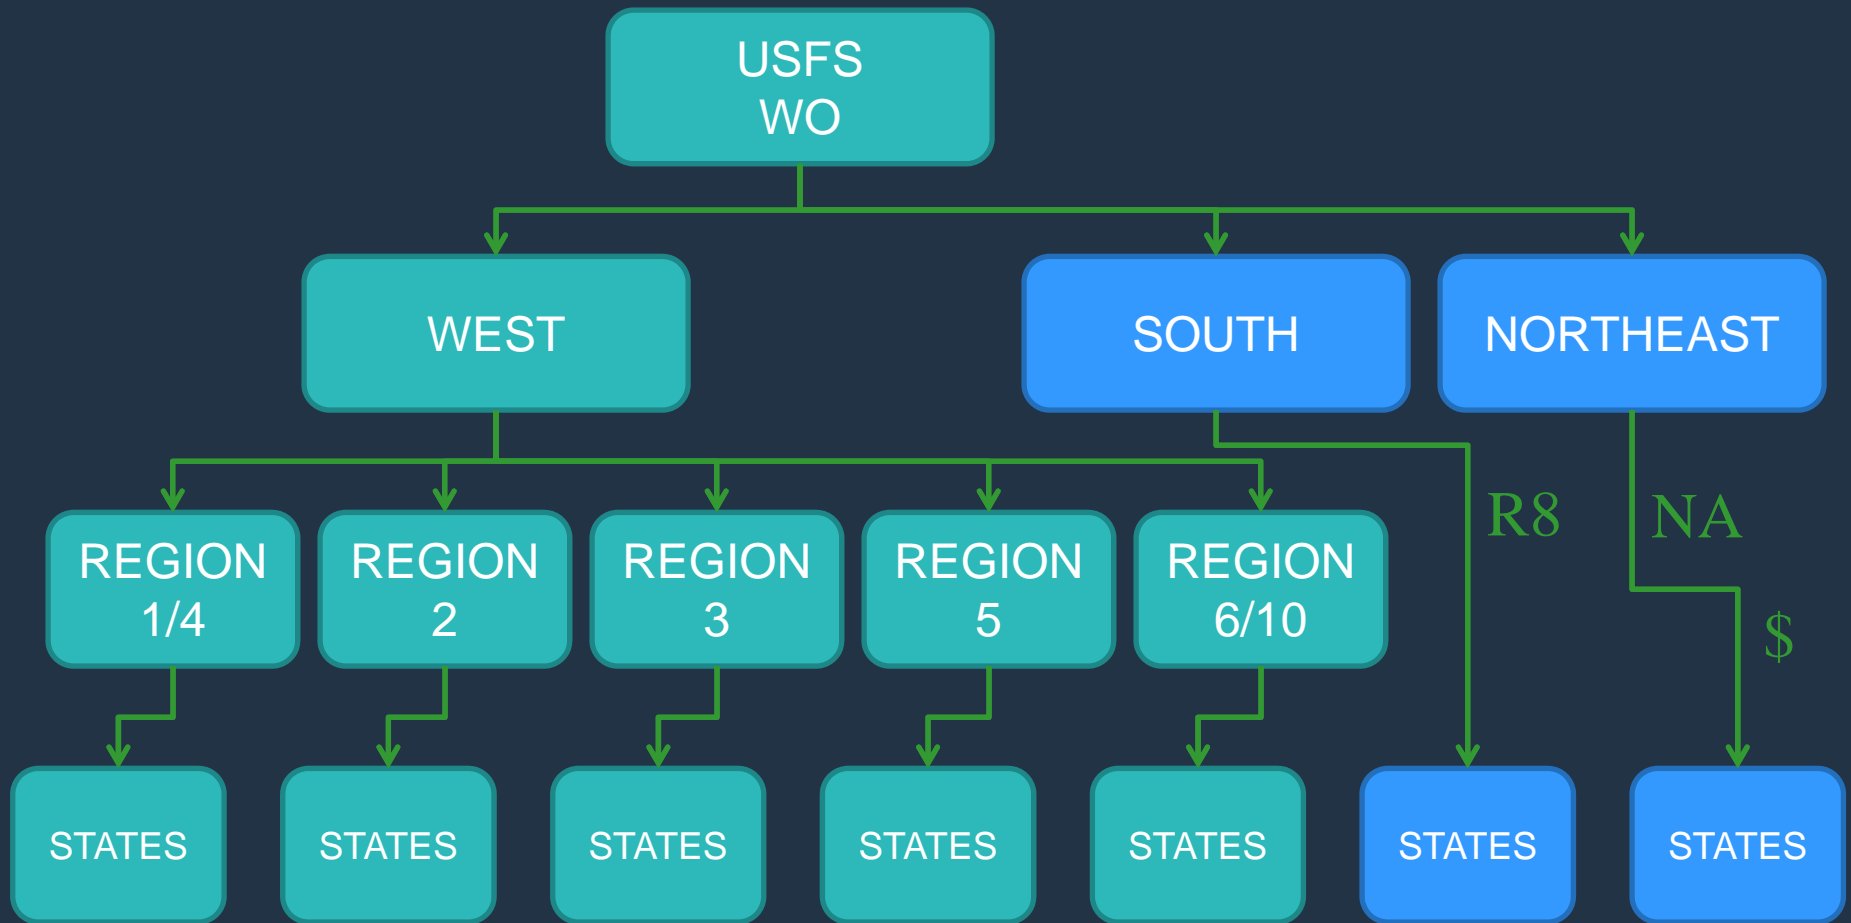 USFS
WO
WEST
SOUTH
NORTHEAST
R8
NA
REGION
1/4
REGION
2
REGION
3
REGION
5
REGION
6/10
$
STATES
STATES
STATES
STATES
STATES
STATES
STATES